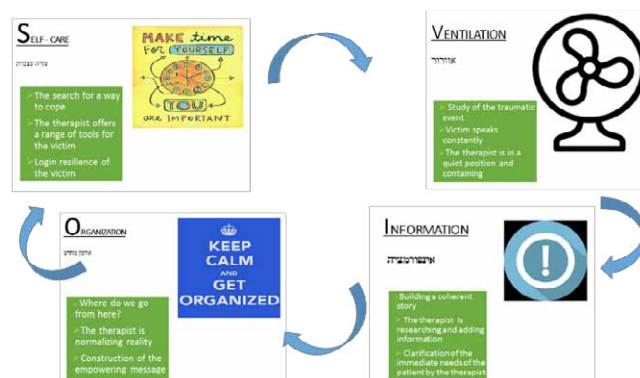 SELF - CARE
עזרה עצמית
The search for a way
to cope
The therapist offers
a range of tools for
the victim
Login resilience of
the victim
MAKE time
FOR YOURSELF
YOU
are IMPORTANT
VENTILATION
אוורור
Study of the traumatic
event
Victim speaks
constantly
The therapist is in a
quiet position and
containing
ORGANIZATION
ארגון מחדש
Where do we go
from here?
The therapist is
normalizing reality
Construction of the
empowering message
KEEP
CALM
AND
GET
ORGANIZED
INFORMATION
אינפורמציה
Building a coherent
story
The therapist is
researching and adding
information
Clarification of the
immediate needs of the
patient by the therapist